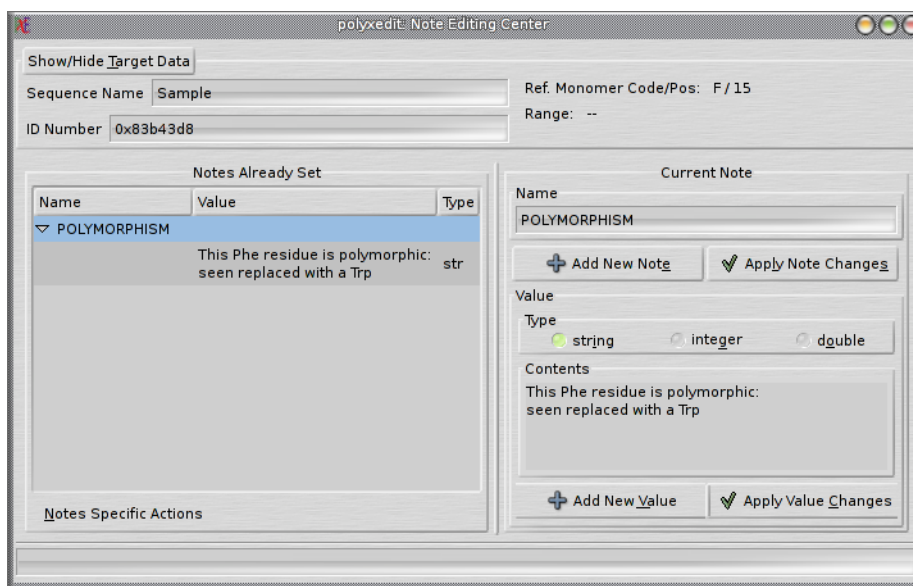 polyxedit: Note Editing Center
Show/Hide Target Data
Sequence Name Sample
Ref. Monomer Code/Pos: F / 15
ID Number 0x83b43d8
Range: --
Notes Already Set
Name Value Type
POLYMORPHISM
This Phe residue is polymorphic:
seen replaced with a Trp
str
Notes Specific Actions
Current Note
Name
POLYMORPHISM
Add New Note Apply Note Changes
Value
Type
string integer double
Contents
This Phe residue is polymorphic:
seen replaced with a Trp
Add New Value Apply Value Changes